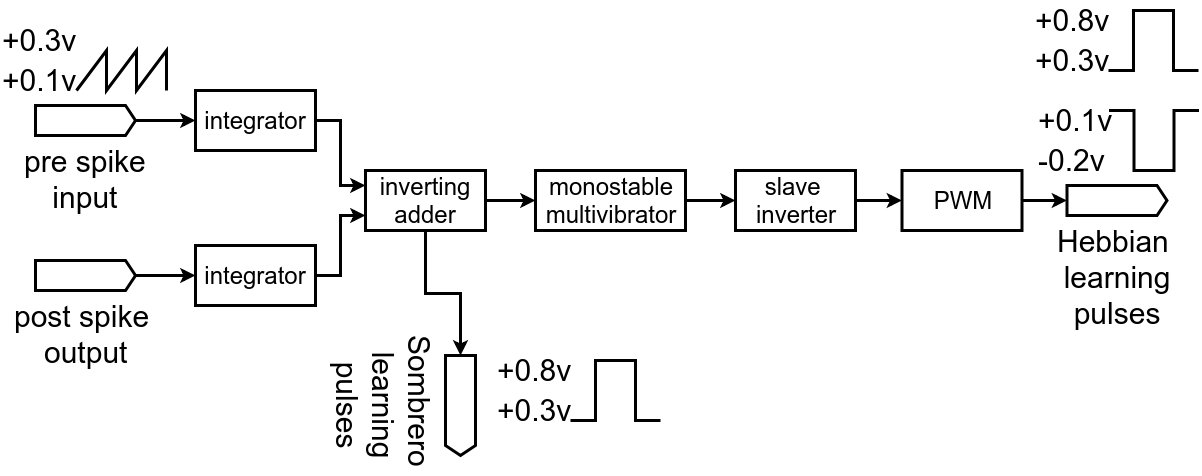 +0.3v
+0.1v
pre spike
input
integrator
post spike
output
integrator
inverting
adder
monostable
multivibrator
slave
inverter
PWM
+0.8v
+0.3v
+0.1v
-0.2v
Hebbian
learning
pulses
Sombrero
learning
pulses
+0.8v
+0.3v